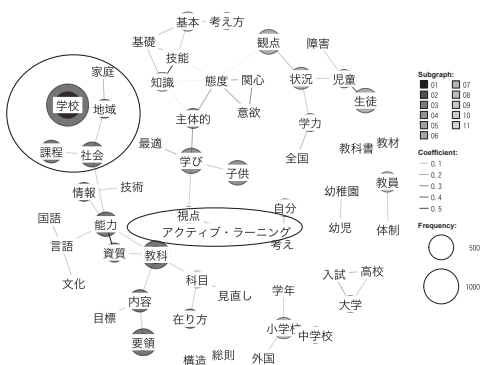 基本 考え方
基礎
技能
観点
障害
家庭
知識
態度
関心
状況
児童
生徒
学校
地域
意欲
主体的
学力
課程
社会
最適
学び
全国
教科書
教材
子供
情報
技術
幼稚園
教員
国語
視点
自分
能力
アクティブ・ラーニング
考え
幼児
体制
言語
資質
教科
文化
科目
見直し
入試
高校
学年
大学
内容
目標
在り方
小学校
中学校
要領
構造
総則
外国
Subgraph:
01 07
02 08
03 09
04 10
05 11
06
Coefficient:
0. 1
0. 2
0. 3
0. 4
0. 5
Frequency:
500
1000